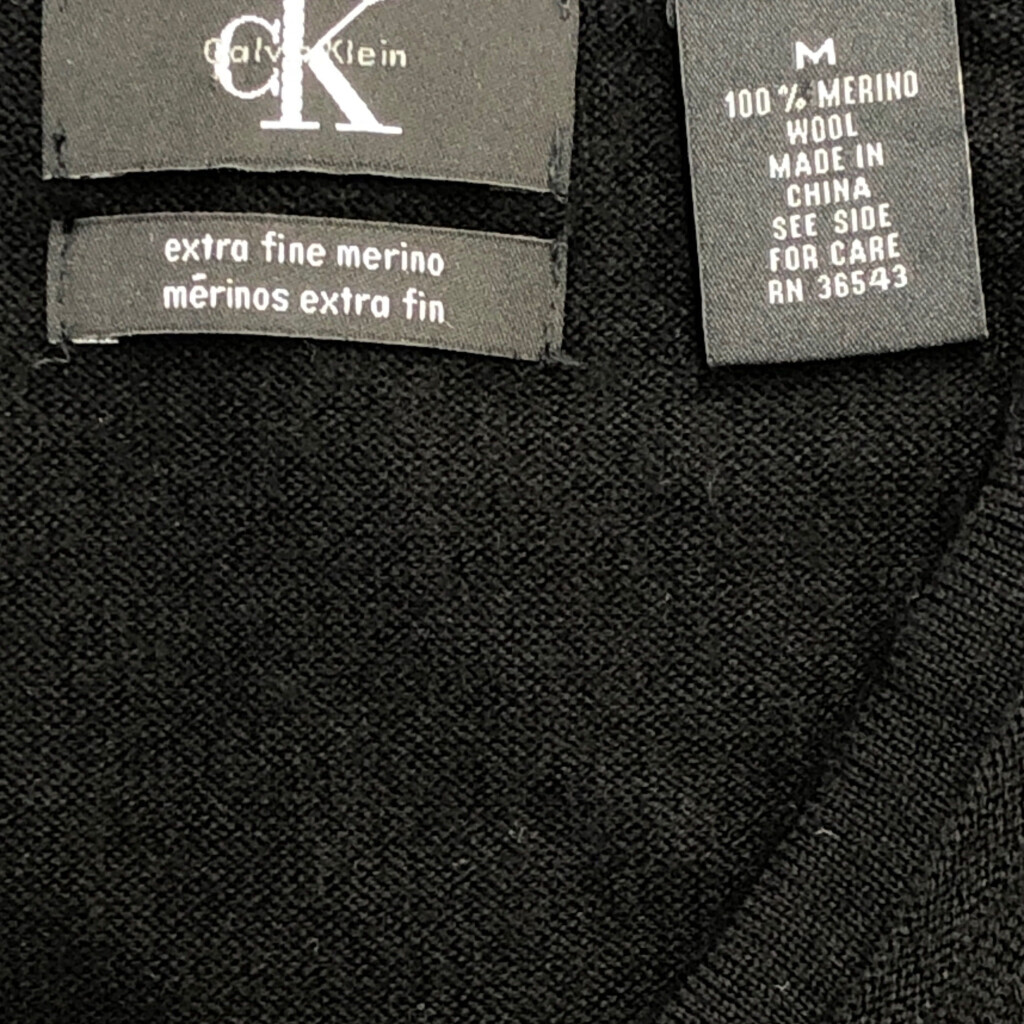 cK
Calvin Klein
extra fine merino
mérinos extra fin
M
100% MERINO
WOOL
MADE IN
CHINA
SEE SIDE
FOR CARE
RN 36543